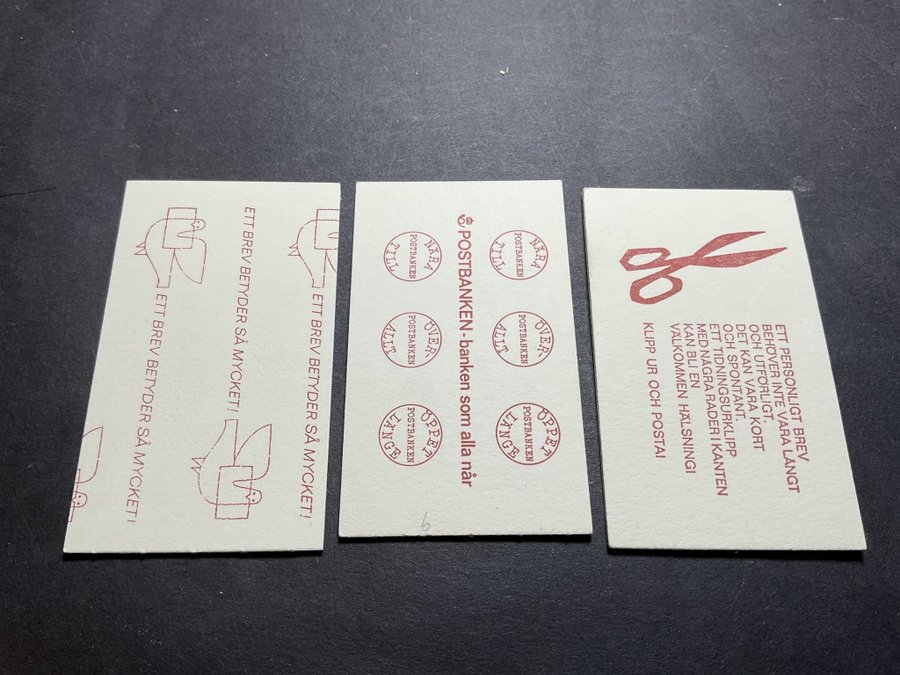 ETT BREV BETYDER SÅ MYCKET!
ETT BREV BETYDER SÅ MYCKET!
ETT BREV BETYDER SÅ MYCKET!
NÄRA
POSTBANKEN
TILL
ÖVER-
POSTBANKEN
ALLT
ÖPPET
POSTBANKEN
LÄNGE
POSTBANKEN - banken som alla når
NÄRA
POSTBANKEN
TILL
ÖVER-
POSTBANKEN
ALLT
ÖPPET
POSTBANKEN
LÄNGE
ETT PERSONLIGT BREV
BEHÖVER INTE VARA LÅNGT
OCH UTFÖRLIGT.
DET KAN VARA KORT
OCH SPONTANT.
ETT TIDNINGSURKLIPP
MED NÅGRA RADER I KANTEN
KAN BLI EN
VÄLKOMMEN HÄLSNING!
KLIPP UR OCH POSTA!